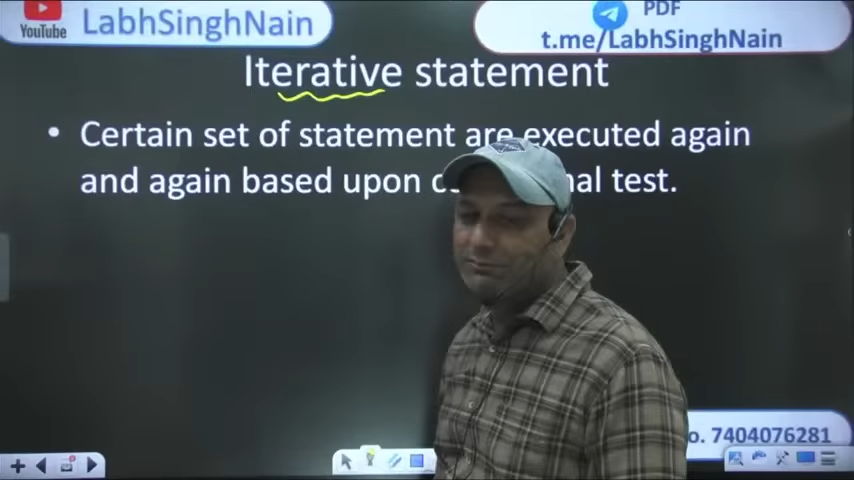 YouTube
LabhSinghNain
PDF
t.me/LabhSinghNain
Iterative statement
• Certain set of statement are executed again
and again based upon nal test.
o. 7404076281